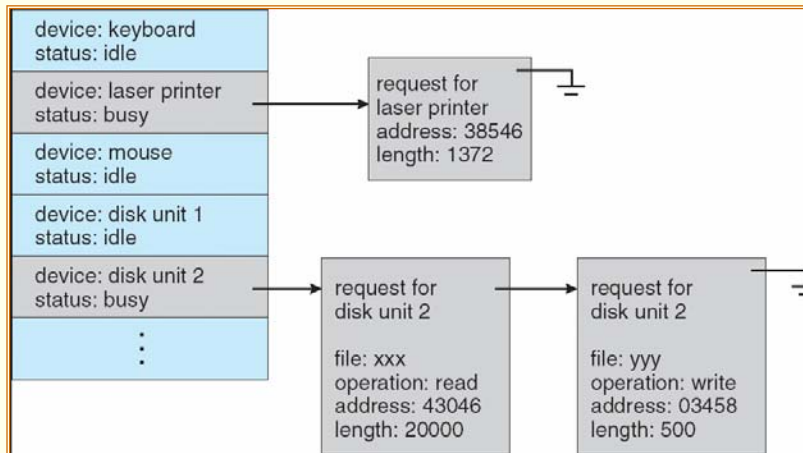 device: keyboard
status: idle
device: laser printer
status: busy
device: mouse
status: idle
device: disk unit 1
status: idle
device: disk unit 2
status: busy
request for
laser printer
address: 38546
length: 1372
request for
disk unit 2
file: xxx
operation: read
address: 43046
length: 20000
request for
disk unit 2
file: yyy
operation: write
address: 03458
length: 500